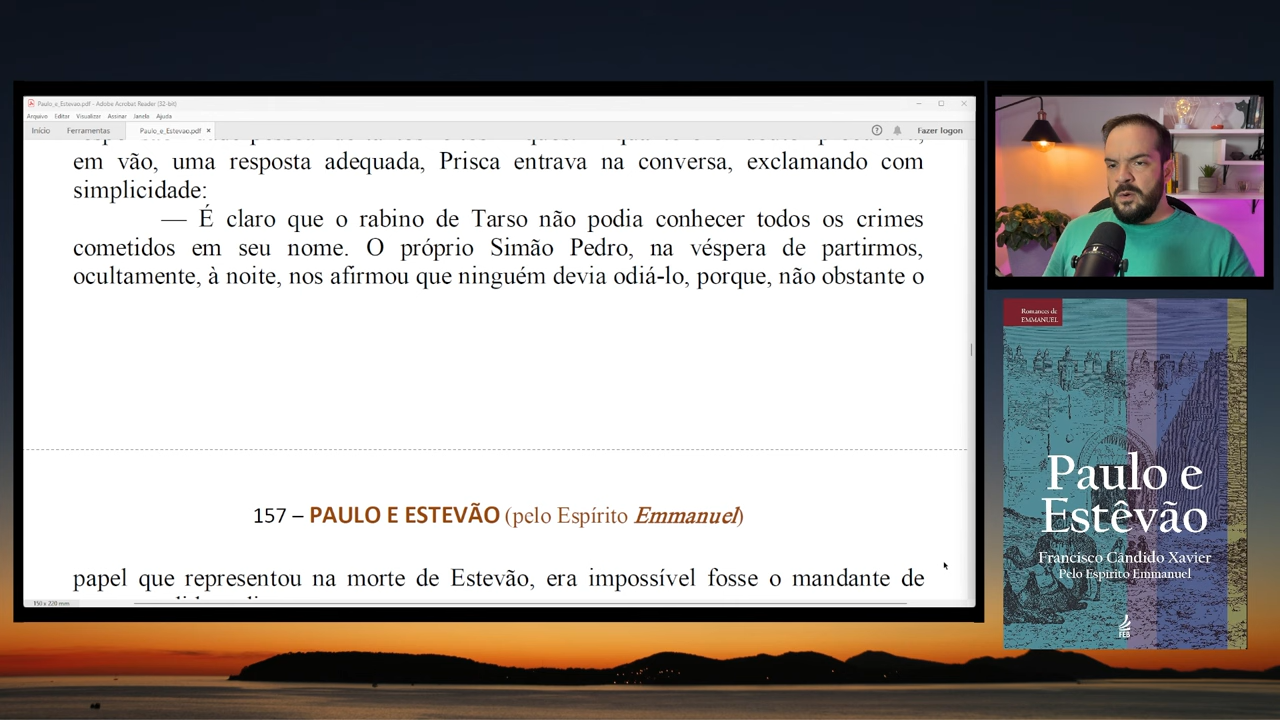 Paulo_e_Estevao.pdf - Adobe Acrobat Reader (32-bit)
Arquivo Editar Visualizar Assinar Janela Ajuda
Início Ferramentas Paulo_e_Estevao.pdf × Fazer logon
em vão, uma resposta adequada, Prisca entrava na conversa, exclamando com
simplicidade:
— É claro que o rabino de Tarso não podia conhecer todos os crimes
cometidos em seu nome. O próprio Simão Pedro, na véspera de partirmos,
ocultamente, à noite, nos afirmou que ninguém devia odiá-lo, porque, não obstante o
157 – PAULO E ESTEVÃO (pelo Espírito Emmanuel)
papel que representou na morte de Estevão, era impossível fosse o mandante de
150 x 220 mm
Romances de
EMMANUEL
Paulo e
Estêvão
Francisco Cândido Xavier
Pelo Espírito Emmanuel
FEB